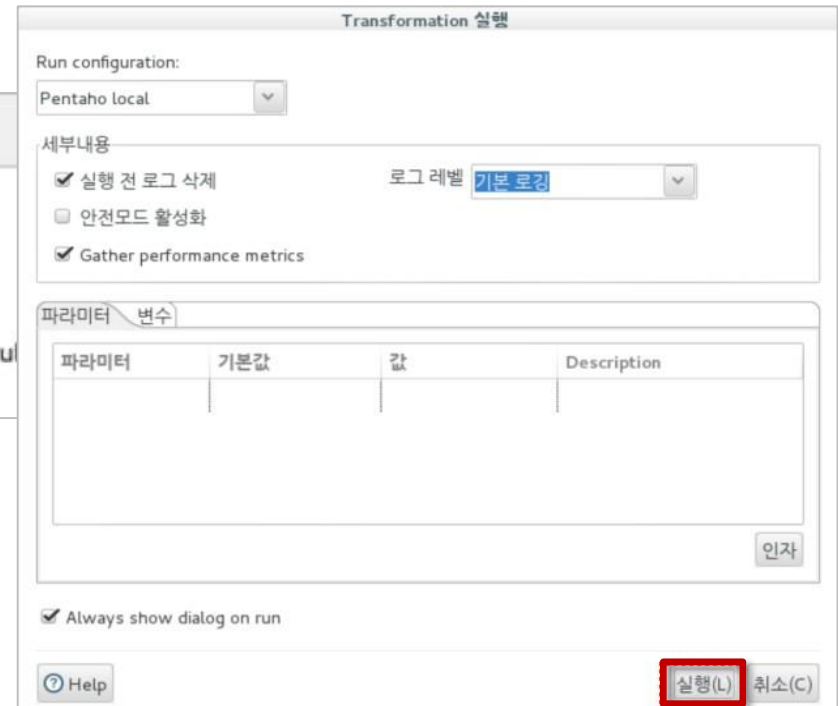 Transformation 실행
Run configuration:
Pentaho local
세부내용
실행 전 로그 삭제
로그 레벨 기본 로깅
안전모드 활성화
Gather performance metrics
파라미터 변수
파라미터 기본값 값 Description
인자
Always show dialog on run
Help 실행(L) 취소(C)